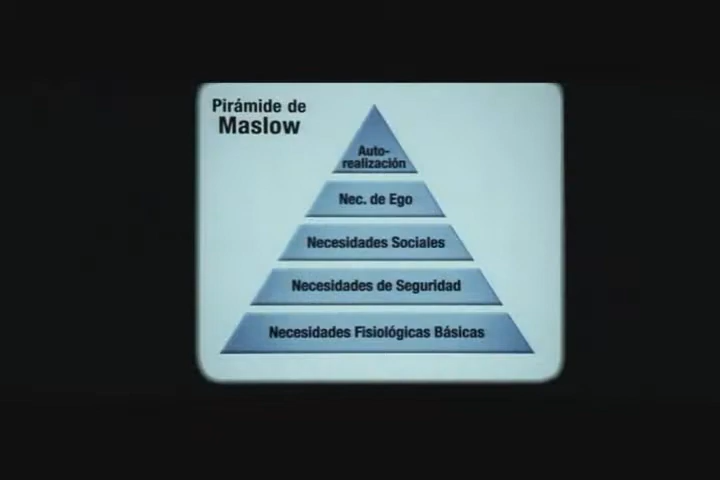 Pirámide de
Maslow
Auto-
realización
Nec. de Ego
Necesidades Sociales
Necesidades de Seguridad
Necesidades Fisiológicas Básicas